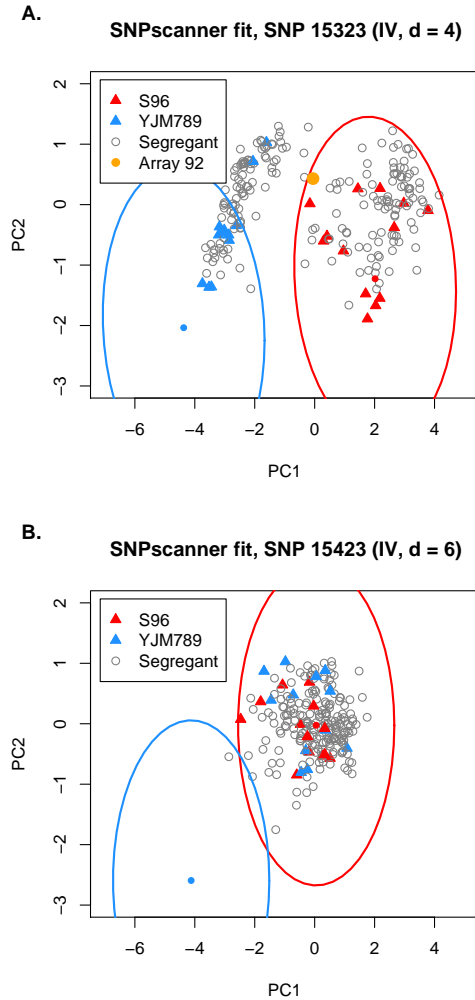 A.
SNPscanner fit, SNP 15323 (IV, d = 4)
S96
YJM789
Segregant
Array 92
2
1
0
−1
−2
−3
PC2
−6 −4 −2 0 2 4
PC1
B.
SNPscanner fit, SNP 15423 (IV, d = 6)
S96
YJM789
Segregant
2
1
0
−1
−2
−3
PC2
−6 −4 −2 0 2 4
PC1